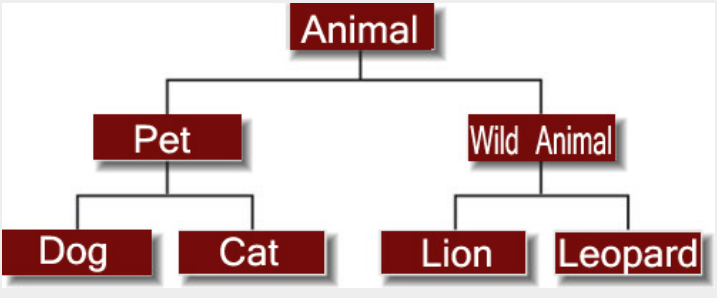 Animal
Pet
Wild Animal
Dog
Cat
Lion
Leopard